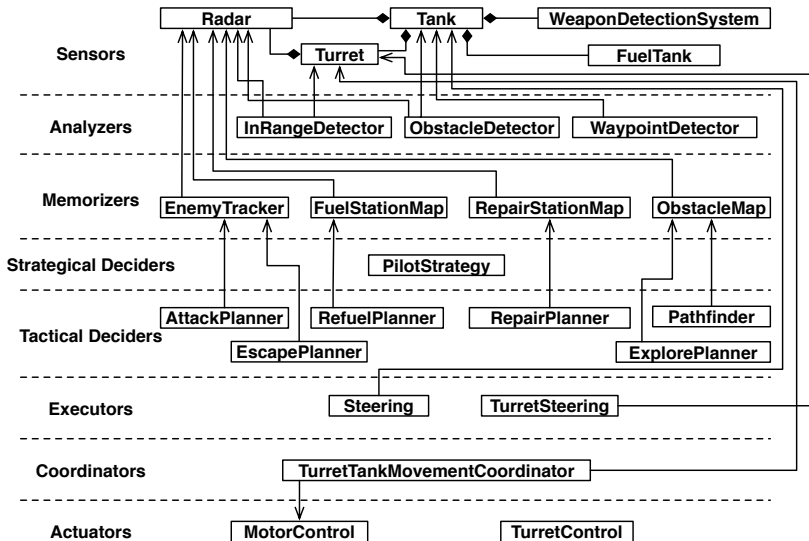 Radar Tank WeaponDetectionSystem
Sensors Turret FuelTank
Analyzers InRangeDetector ObstacleDetector WaypointDetector
Memorizers EnemyTracker FuelStationMap RepairStationMap ObstacleMap
Strategical Deciders PilotStrategy
AttackPlanner RefuelPlanner RepairPlanner Pathfinder
Tactical Deciders
EscapePlanner ExplorePlanner
Executors Steering TurretSteering
Coordinators TurretTankMovementCoordinator
Actuators MotorControl TurretControl